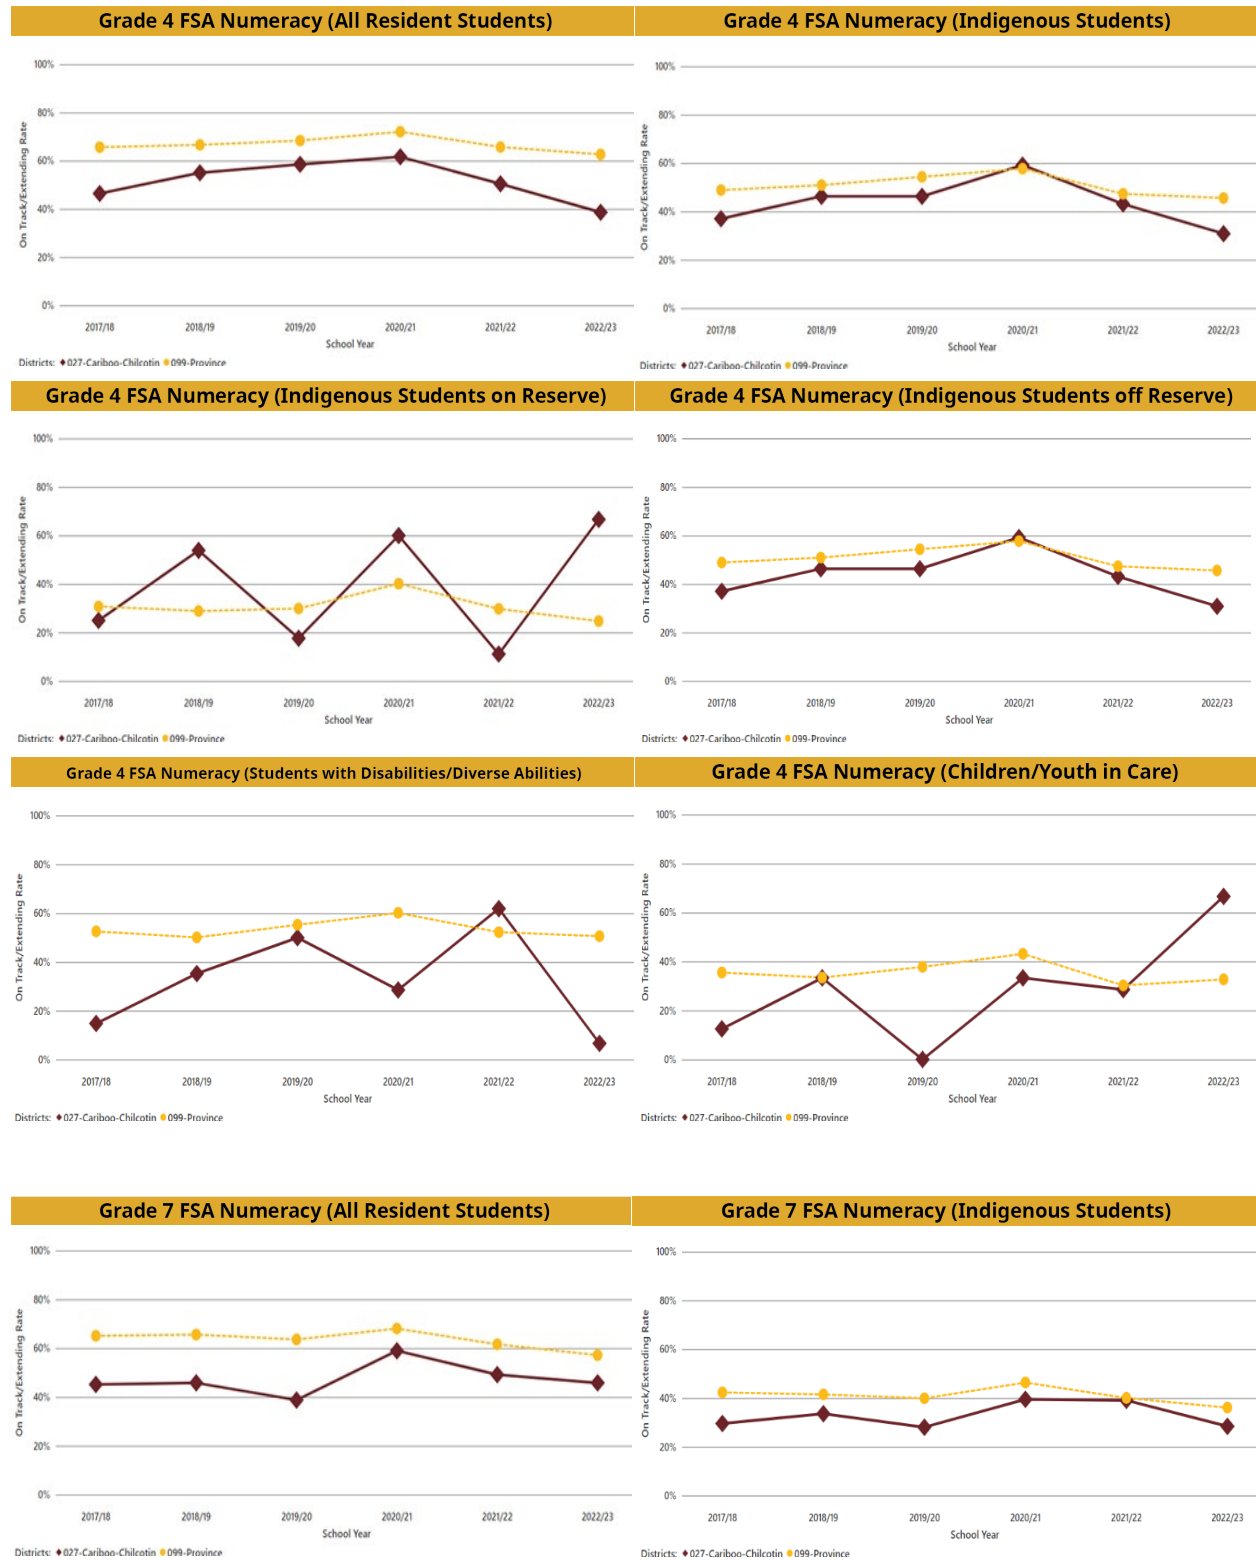 Grade 4 FSA Numeracy (All Resident Students)
On Track/Extending Rate
100%
80%
60%
40%
20%
0%
2017/18 2018/19 2019/20 2020/21 2021/22 2022/23
School Year
Districts: 027-Cariboo-Chilcotin 099-Province
Grade 4 FSA Numeracy (Indigenous Students)
On Track/Extending Rate
100%
80%
60%
40%
20%
0%
2017/18 2018/19 2019/20 2020/21 2021/22 2022/23
School Year
Districts: 027-Cariboo-Chilcotin 099-Province
Grade 4 FSA Numeracy (Indigenous Students on Reserve)
On Track/Extending Rate
100%
80%
60%
40%
20%
0%
2017/18 2018/19 2019/20 2020/21 2021/22 2022/23
School Year
Districts: 027-Cariboo-Chilcotin 099-Province
Grade 4 FSA Numeracy (Indigenous Students off Reserve)
On Track/Extending Rate
100%
80%
60%
40%
20%
0%
2017/18 2018/19 2019/20 2020/21 2021/22 2022/23
School Year
Districts: 027-Cariboo-Chilcotin 099-Province
Grade 4 FSA Numeracy (Students with Disabilities/Diverse Abilities)
On Track/Extending Rate
100%
80%
60%
40%
20%
0%
2017/18 2018/19 2019/20 2020/21 2021/22 2022/23
School Year
Districts: 027-Cariboo-Chilcotin 099-Province
Grade 4 FSA Numeracy (Children/Youth in Care)
On Track/Extending Rate
100%
80%
60%
40%
20%
0%
2017/18 2018/19 2019/20 2020/21 2021/22 2022/23
School Year
Districts: 027-Cariboo-Chilcotin 099-Province
Grade 7 FSA Numeracy (All Resident Students)
On Track/Extending Rate
100%
80%
60%
40%
20%
0%
2017/18 2018/19 2019/20 2020/21 2021/22 2022/23
School Year
Districts: 027-Cariboo-Chilcotin 099-Province
Grade 7 FSA Numeracy (Indigenous Students)
On Track/Extending Rate
100%
80%
60%
40%
20%
0%
2017/18 2018/19 2019/20 2020/21 2021/22 2022/23
School Year
Districts: 027-Cariboo-Chilcotin 099-Province